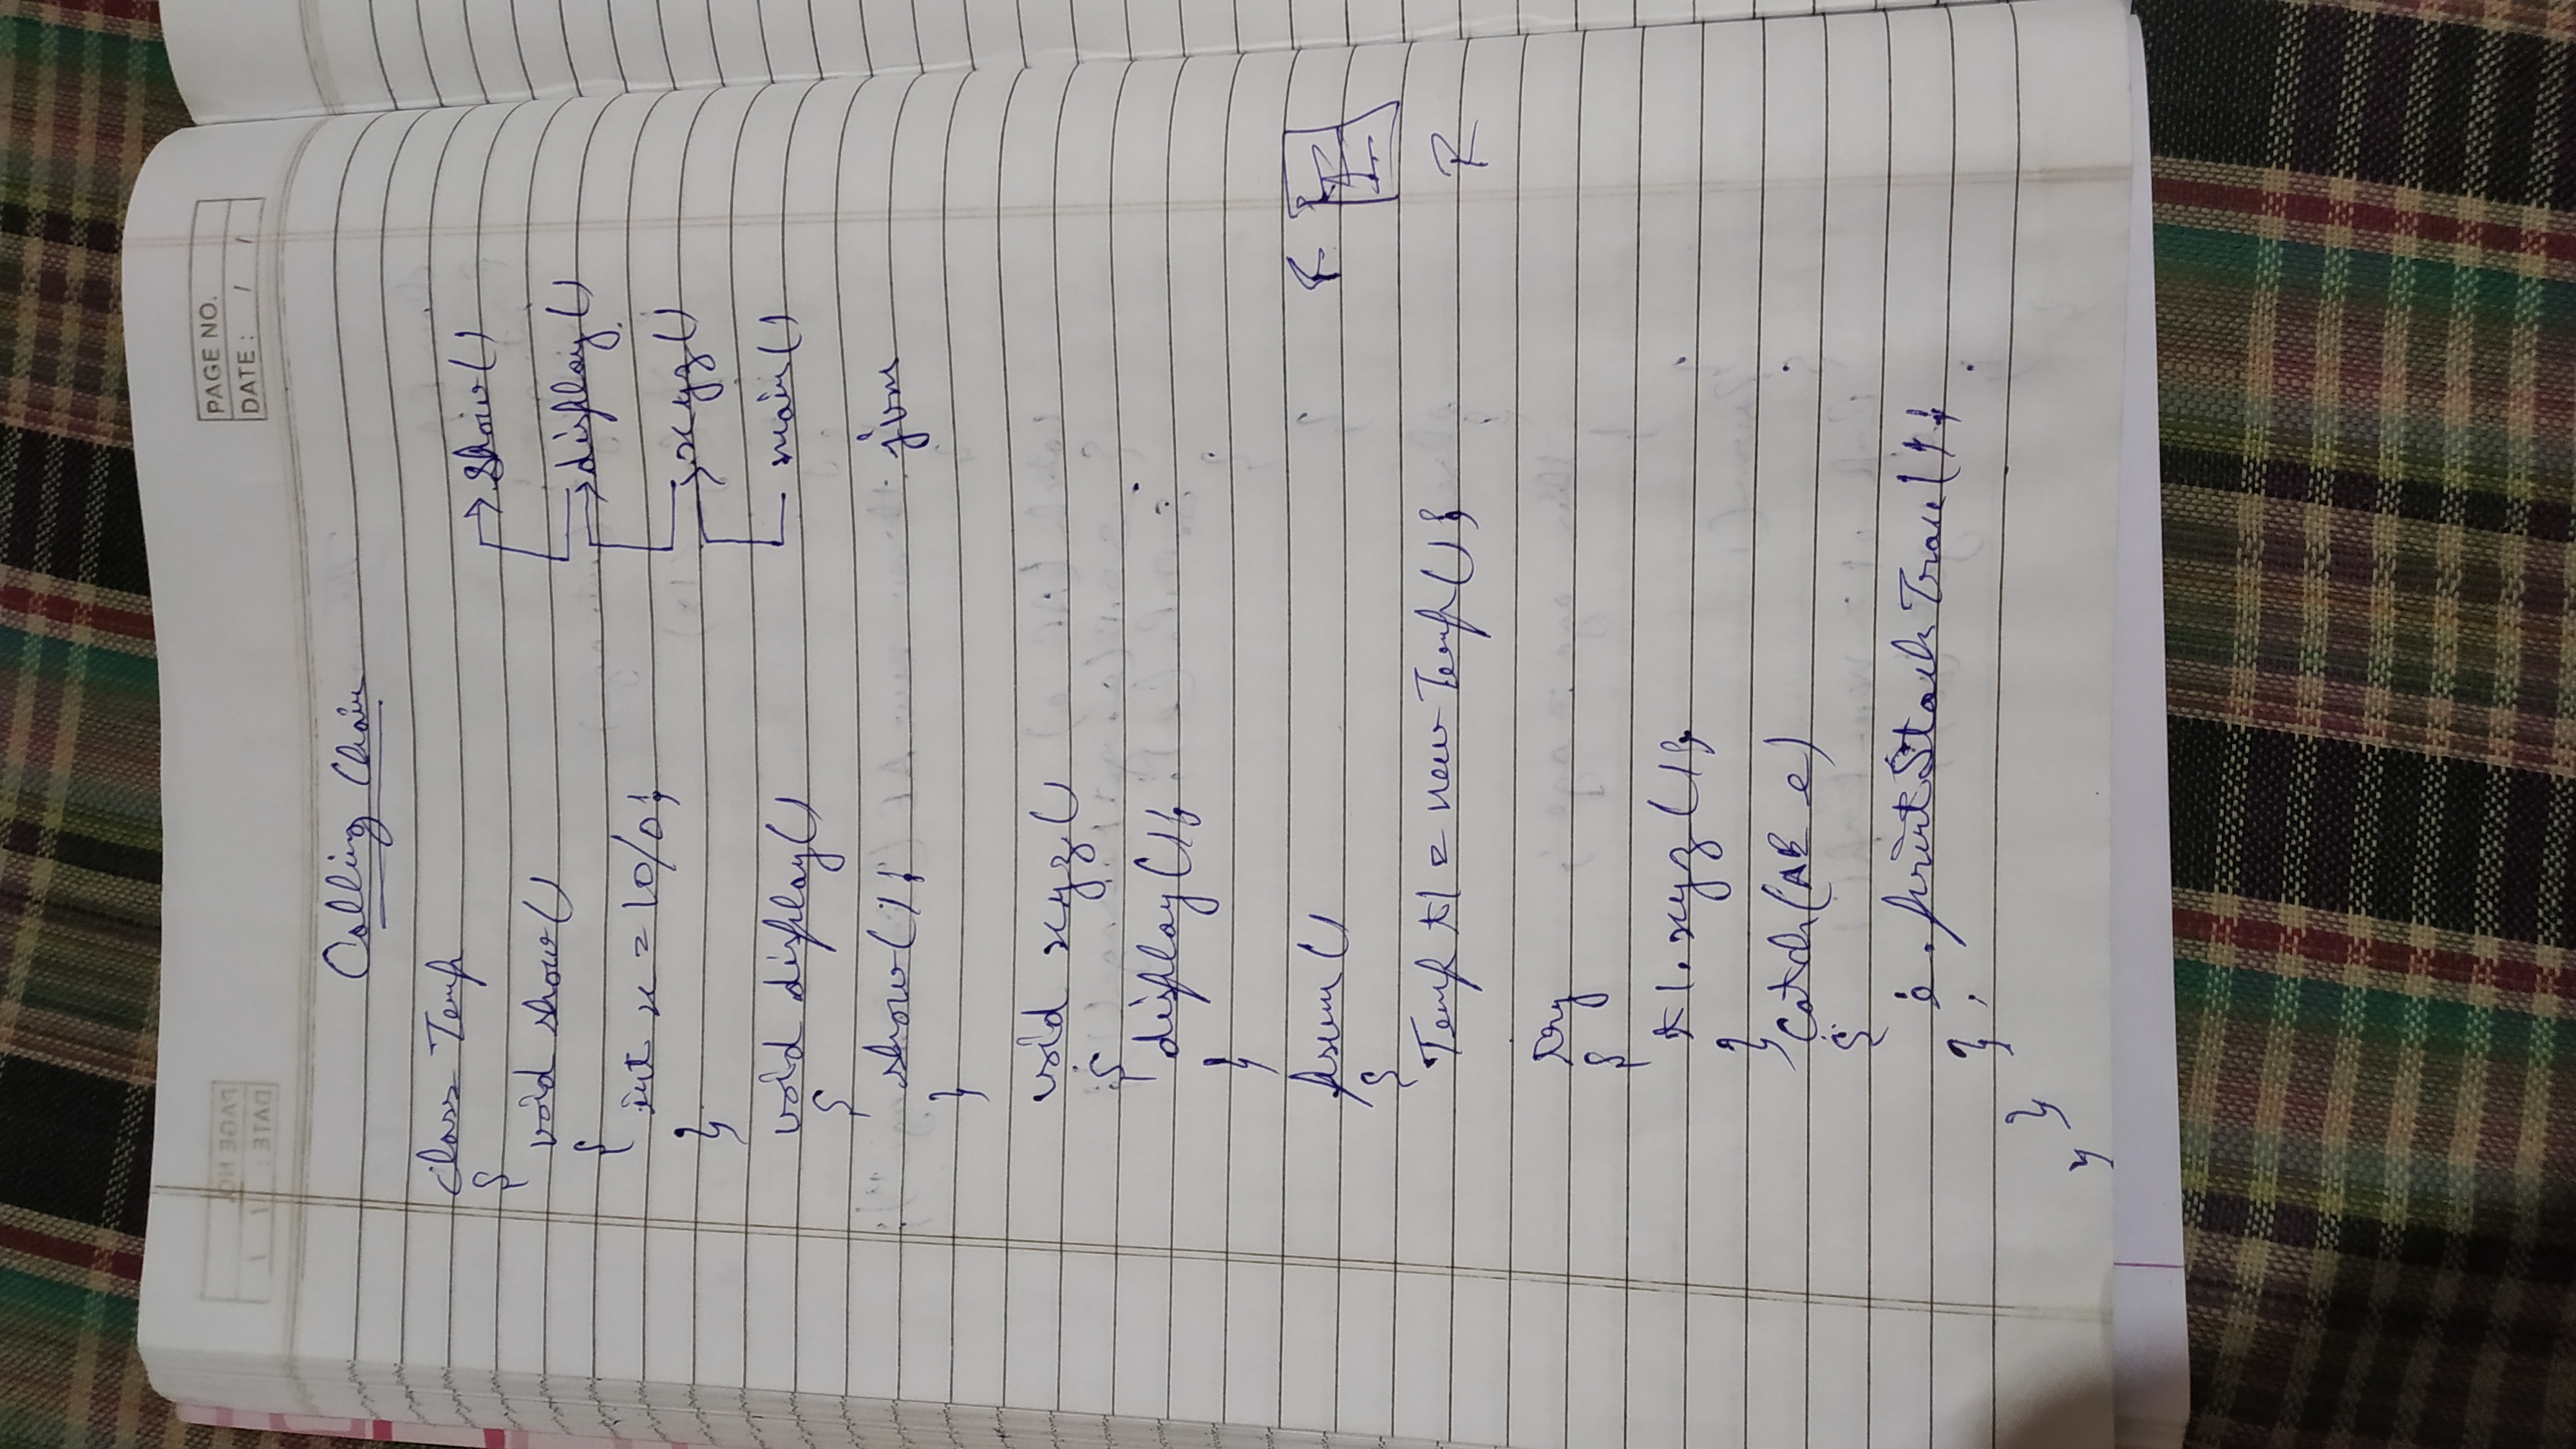 PAGE NO.
DATE : / /
Calling Chain
class Temp
{
void show()
{
int x = 10/0;
}
void display()
{
show();
}
void xyz()
{
display();
}
psvm()
{
Temp t1 = new Temp();
try
{
t1.xyz();
}
catch(AE e)
{
e.printStackTrace();
}
}
}
show()
display()
xyz()
main()
jvm
R